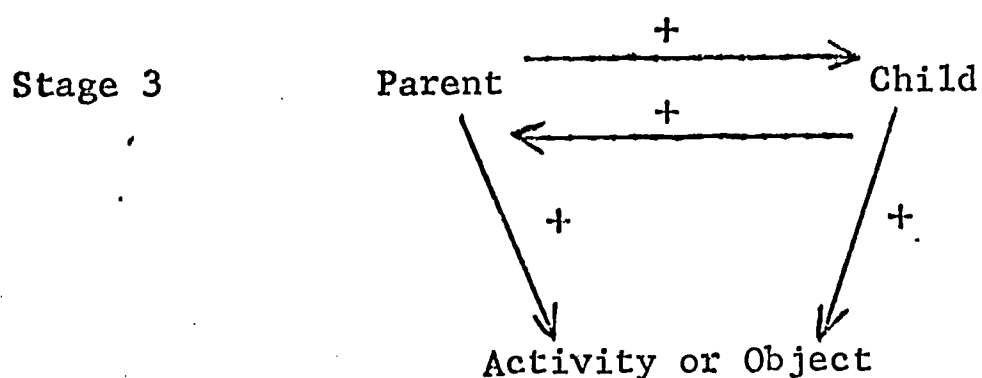 +
Stage 3 Parent Child
+
+ +
Activity or Object